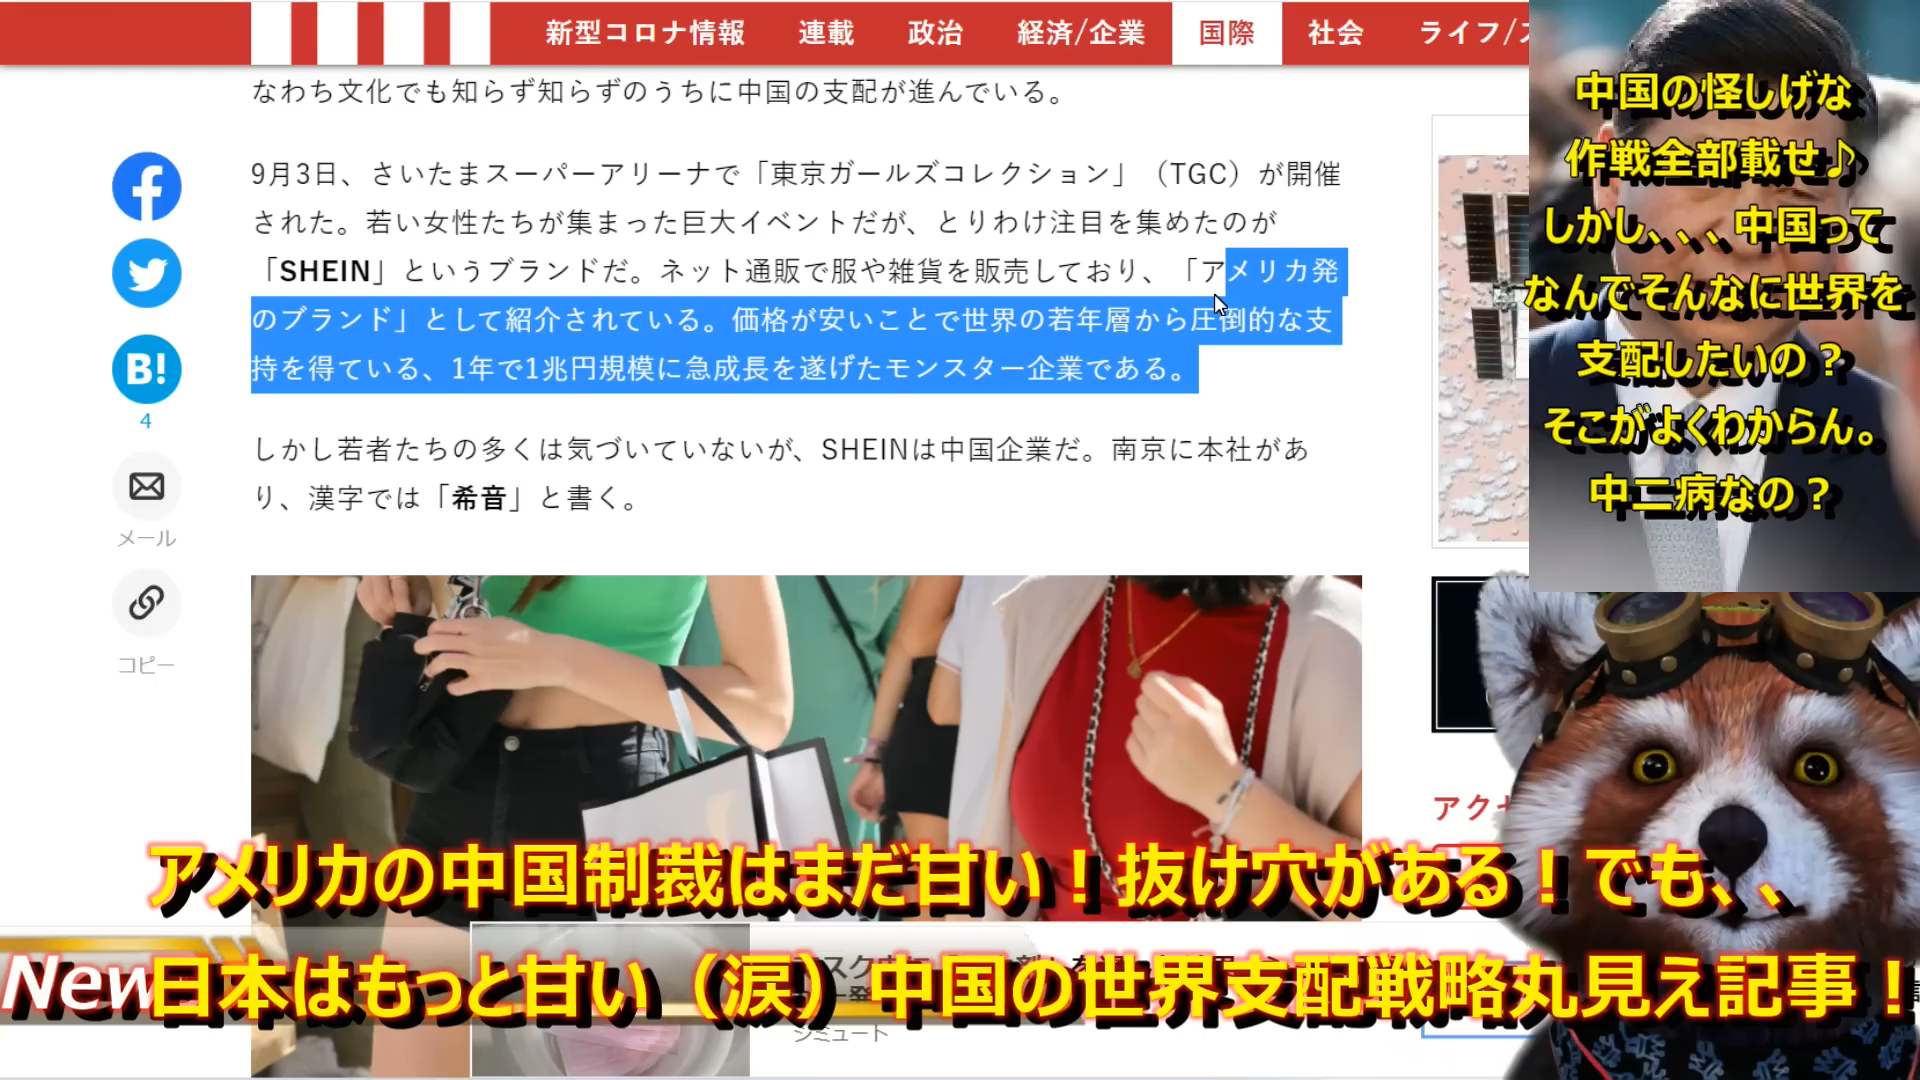 新型コロナ情報 連載 政治 経済/企業 国際 社会 ライフ/ス
なわち文化でも知らず知らずのうちに中国の支配が進んでいる。
9月3日、さいたまスーパーアリーナで「東京ガールズコレクション」（TGC）が開催
された。若い女性たちが集まった巨大イベントだが、とりわけ注目を集めたのが
「SHEIN」というブランドだ。ネット通販で服や雑貨を販売しており、「アメリカ発
のブランド」として紹介されている。価格が安いことで世界の若年層から圧倒的な支
持を得ている、1年で1兆円規模に急成長を遂げたモンスター企業である。
しかし若者たちの多くは気づいていないが、SHEINは中国企業だ。南京に本社があ
り、漢字では「希音」と書く。
B!
4
メール
コピー
中国の怪しげな
作戦全部載せ♪
しかし、、、中国って
なんでそんなに世界を
支配したいの？
そこがよくわからん。
中二病なの？
アクセ
アメリカの中国制裁はまだ甘い！抜け穴がある！でも、、
New
日本はもっと甘い（涙）中国の世界支配戦略丸見え記事！
ジミュート